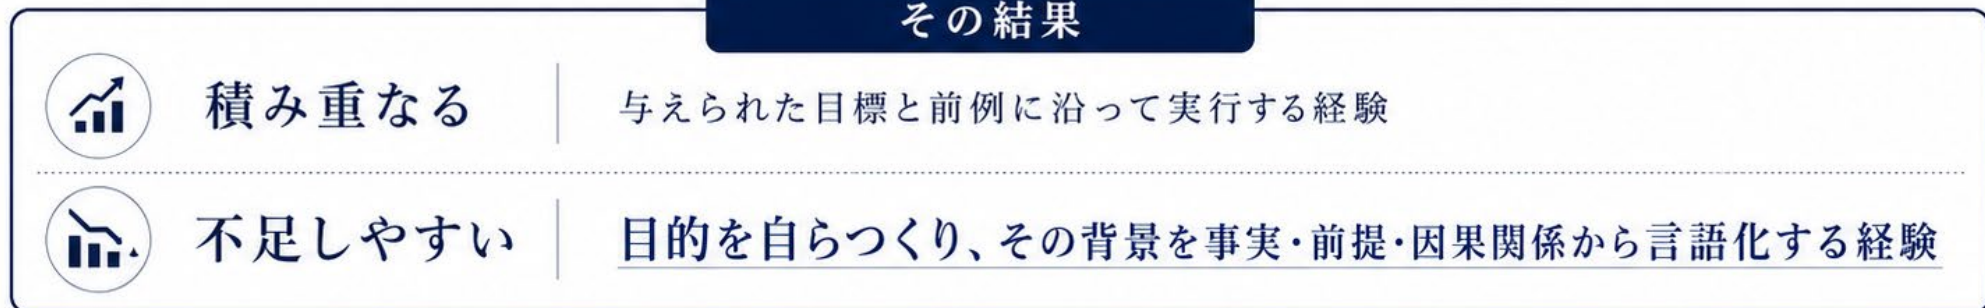 その結果
積み重なる
与えられた目標と前例に沿って実行する経験
不足しやすい
目的を自らつくり、その背景を事実・前提・因果関係から言語化する経験